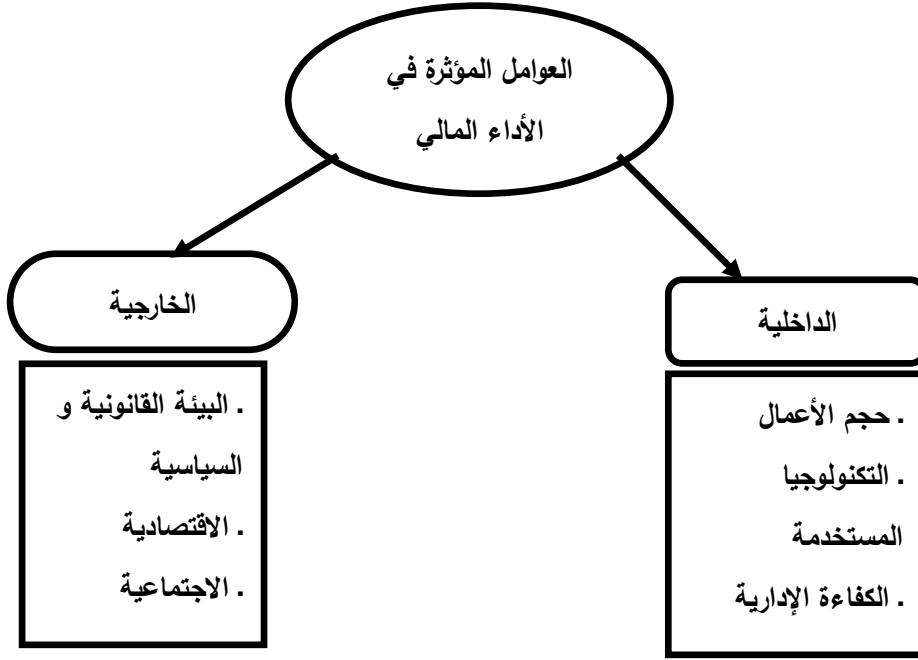 العوامل المؤثرة في
الأداء المالي
الداخلية
. حجم الأعمال
. التكنولوجيا
المستخدمة
. الكفاءة الإدارية
الخارجية
. البيئة القانونية و
السياسية
. الاقتصادية
. الاجتماعية